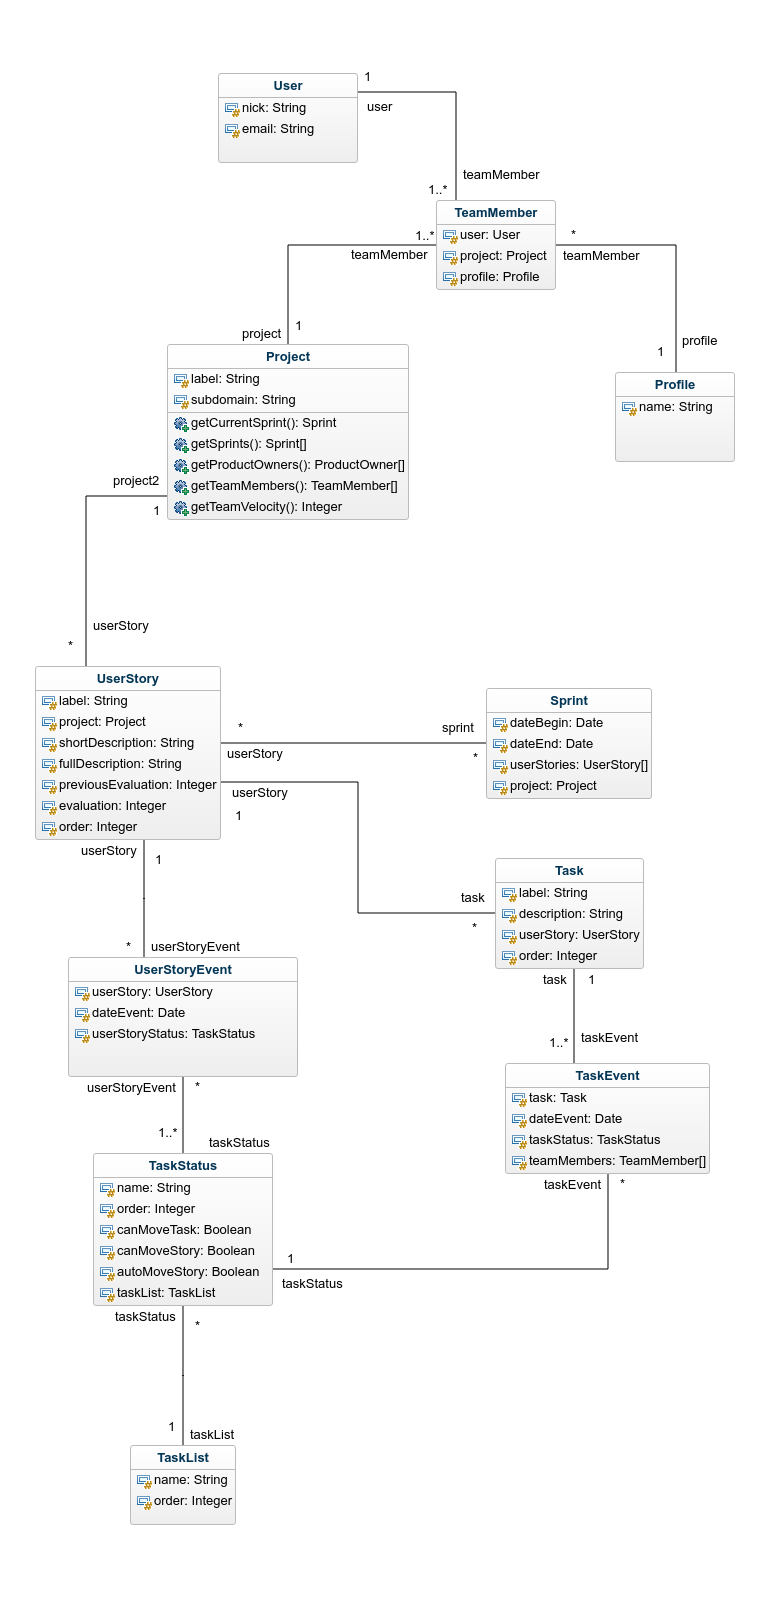 1
User
user
nick: String
email: String
teamMember
1..*
TeamMember
1..*
user: User
*
teamMember
project: Project
teamMember
profile: Profile
project
1
profile
1
Project
label: String
subdomain: String
getCurrentSprint(): Sprint
getSprints(): Sprint[]
getProductOwners(): ProductOwner[]
getTeamMembers(): TeamMember[]
getTeamVelocity(): Integer
Profile
name: String
project2
1
userStory
*
UserStory
label: String
project: Project
shortDescription: String
fullDescription: String
previousEvaluation: Integer
evaluation: Integer
order: Integer
*
userStory
sprint
*
Sprint
dateBegin: Date
dateEnd: Date
userStories: UserStory[]
project: Project
userStory
1
task
*
Task
label: String
description: String
userStory: UserStory
order: Integer
userStory
1
*
userStoryEvent
UserStoryEvent
userStory: UserStory
dateEvent: Date
userStoryStatus: TaskStatus
task
1
1..*
taskEvent
TaskEvent
task: Task
dateEvent: Date
taskStatus: TaskStatus
teamMembers: TeamMember[]
userStoryEvent
*
1..*
taskStatus
TaskStatus
name: String
order: Integer
canMoveTask: Boolean
canMoveStory: Boolean
autoMoveStory: Boolean
taskList: TaskList
taskEvent
*
1
taskStatus
taskStatus
*
1
taskList
TaskList
name: String
order: Integer